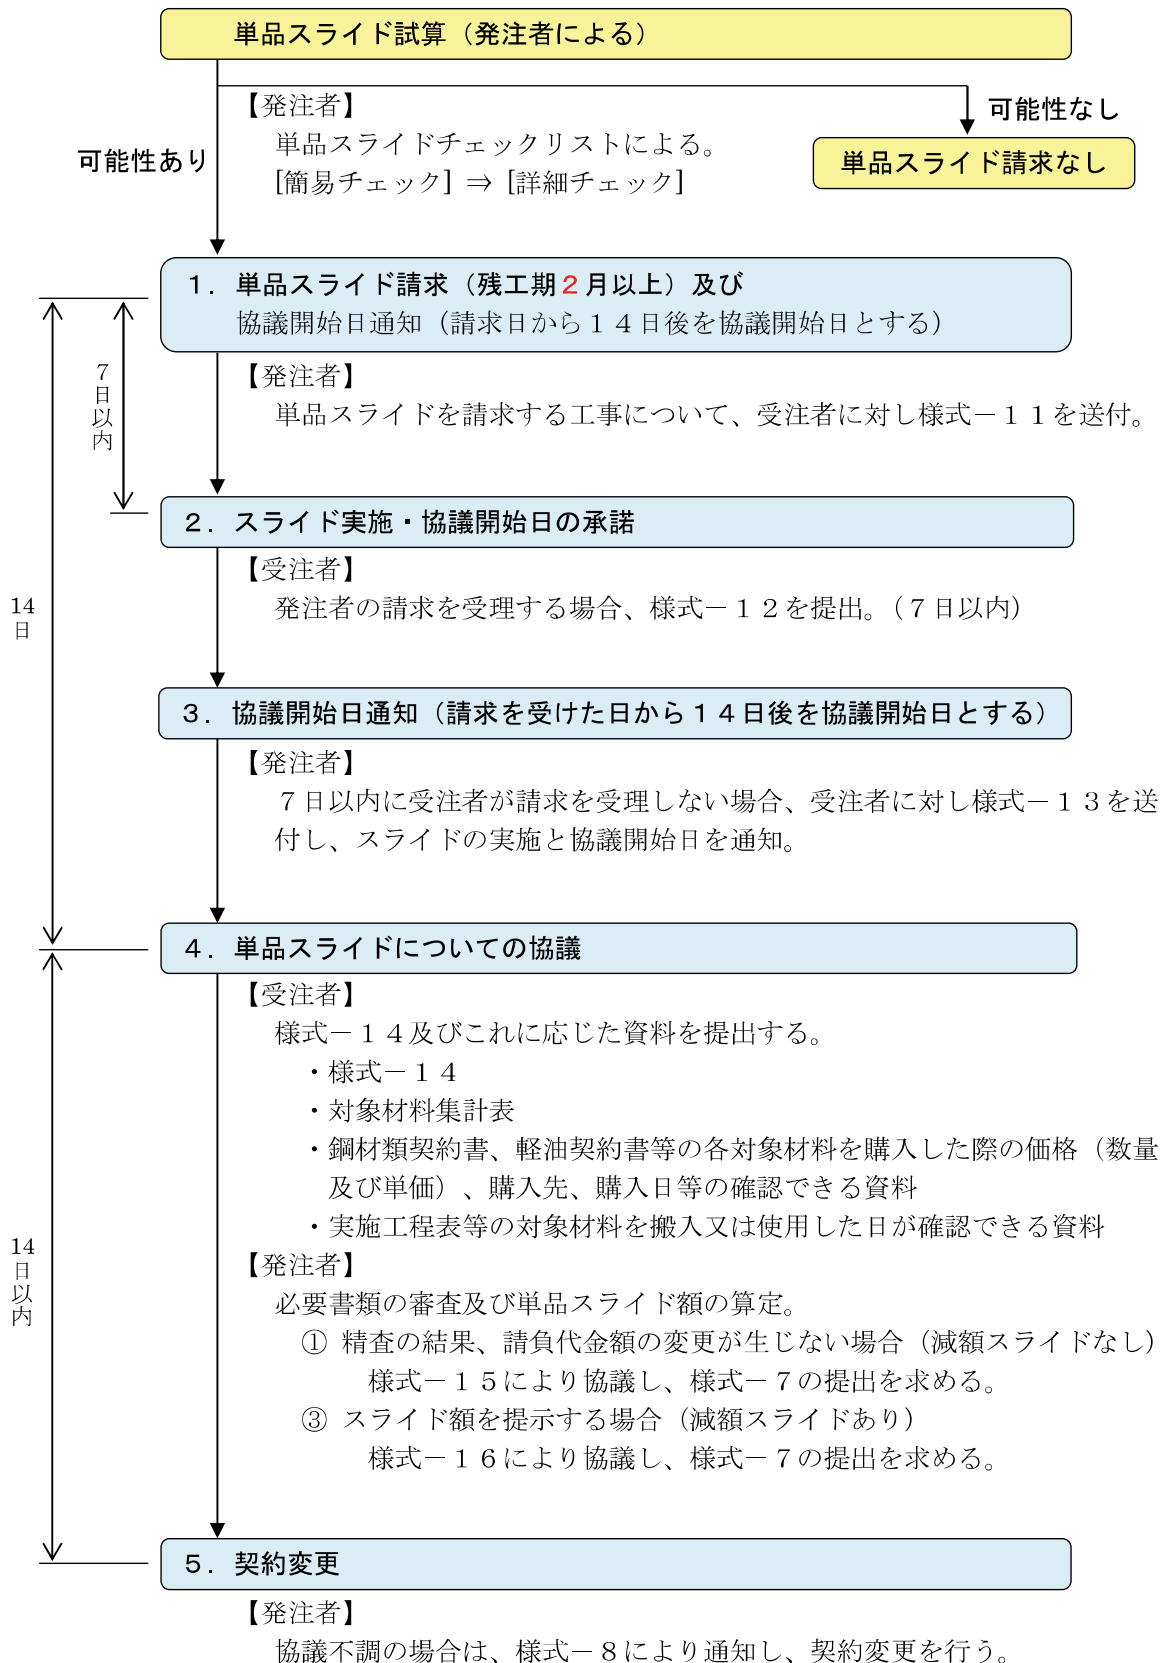 単品スライド試算（発注者による）
【発注者】
可能性なし
単品スライドチェックリストによる。
可能性あり
単品スライド請求なし
[簡易チェック] ⇒ [詳細チェック]
１．単品スライド請求（残工期２月以上）及び
協議開始日通知（請求日から１４日後を協議開始日とする）
7日以内
【発注者】
単品スライドを請求する工事について、受注者に対し様式－１１を送付。
２．スライド実施・協議開始日の承諾
【受注者】
14日
発注者の請求を受理する場合、様式－１２を提出。（７日以内）
３．協議開始日通知（請求を受けた日から１４日後を協議開始日とする）
【発注者】
７日以内に受注者が請求を受理しない場合、受注者に対し様式－１３を送
付し、スライドの実施と協議開始日を通知。
４．単品スライドについての協議
【受注者】
様式－１４及びこれに応じた資料を提出する。
・様式－１４
・対象材料集計表
・鋼材類契約書、軽油契約書等の各対象材料を購入した際の価格（数量
及び単価）、購入先、購入日等の確認できる資料
・実施工程表等の対象材料を搬入又は使用した日が確認できる資料
14日以内
【発注者】
必要書類の審査及び単品スライド額の算定。
① 精査の結果、請負代金額の変更が生じない場合（減額スライドなし）
様式－１５により協議し、様式－７の提出を求める。
③ スライド額を提示する場合（減額スライドあり）
様式－１６により協議し、様式－７の提出を求める。
５．契約変更
【発注者】
協議不調の場合は、様式－８により通知し、契約変更を行う。